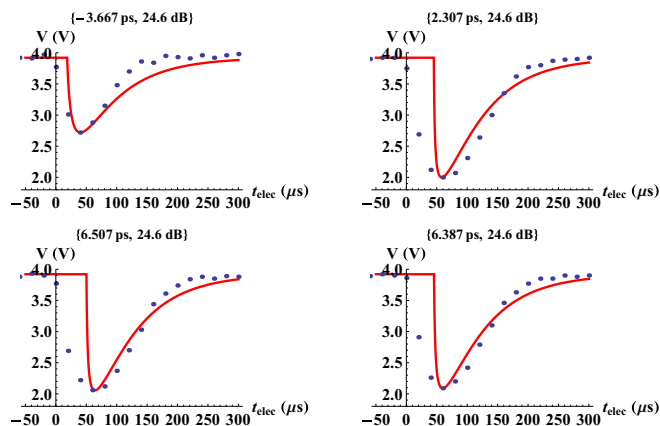 {−3.667 ps, 24.6 dB}
V (V)
4.0
3.5
3.0
2.5
2.0
−50 0 50 100 150 200 250 300
t_elec (μs)
{2.307 ps, 24.6 dB}
V (V)
4.0
3.5
3.0
2.5
2.0
−50 0 50 100 150 200 250 300
t_elec (μs)
{6.507 ps, 24.6 dB}
V (V)
4.0
3.5
3.0
2.5
2.0
−50 0 50 100 150 200 250 300
t_elec (μs)
{6.387 ps, 24.6 dB}
V (V)
4.0
3.5
3.0
2.5
2.0
−50 0 50 100 150 200 250 300
t_elec (μs)